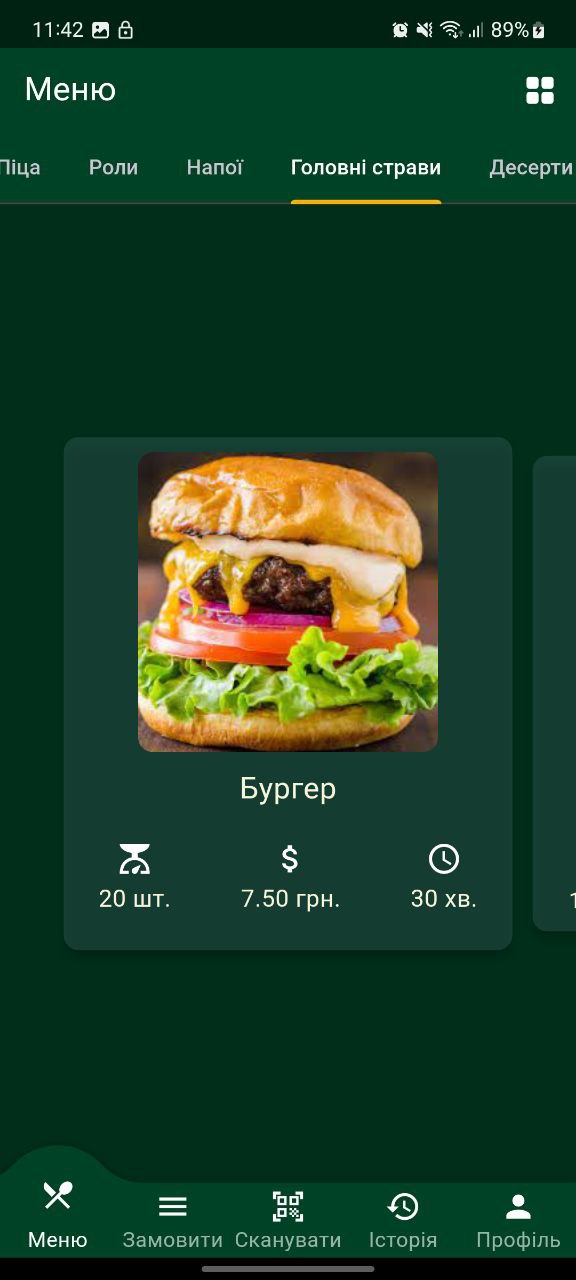 11:42 89%
Меню
Піца Роли Напої Головні страви Десерти
Бургер
$
20 шт. 7.50 грн. 30 хв.
1
Меню Замовити Сканувати Історія Профіль